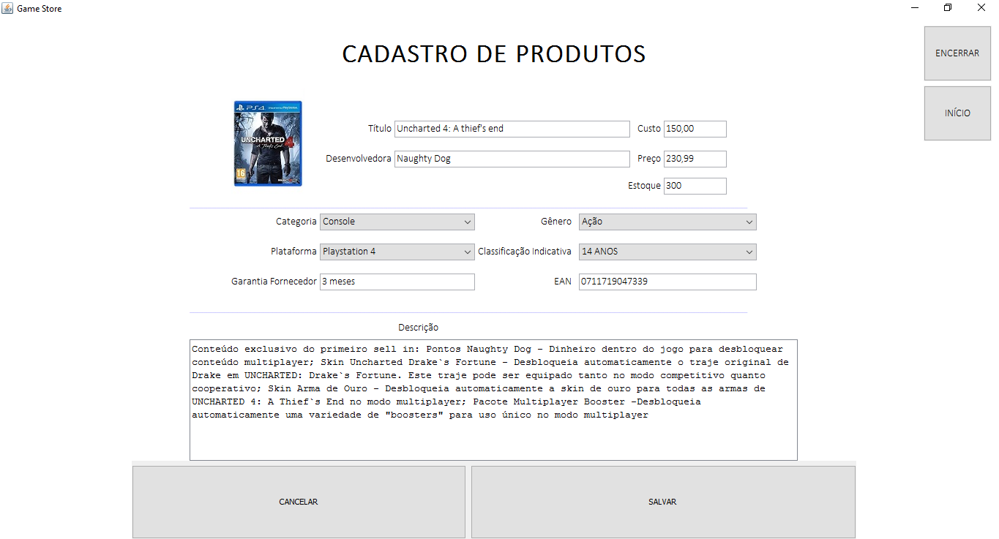 Game Store
CADASTRO DE PRODUTOS
ENCERRAR
INÍCIO
PS4
UNCHARTED 4
A Thief's End
16
Título Uncharted 4: A thief's end Custo 150,00
Desenvolvedora Naughty Dog Preço 230,99
Estoque 300
Categoria Console Gênero Ação
Plataforma Playstation 4 Classificação Indicativa 14 ANOS
Garantia Fornecedor 3 meses EAN 0711719047339
Descrição
Conteúdo exclusivo do primeiro sell in: Pontos Naughty Dog - Dinheiro dentro do jogo para desbloquear
conteúdo multiplayer; Skin Uncharted Drake`s Fortune - Desbloqueia automaticamente o traje original de
Drake em UNCHARTED: Drake`s Fortune. Este traje pode ser equipado tanto no modo competitivo quanto
cooperativo; Skin Arma de Ouro - Desbloqueia automaticamente a skin de ouro para todas as armas de
UNCHARTED 4: A Thief`s End no modo multiplayer; Pacote Multiplayer Booster -Desbloqueia
automaticamente uma variedade de "boosters" para uso único no modo multiplayer
CANCELAR
SALVAR